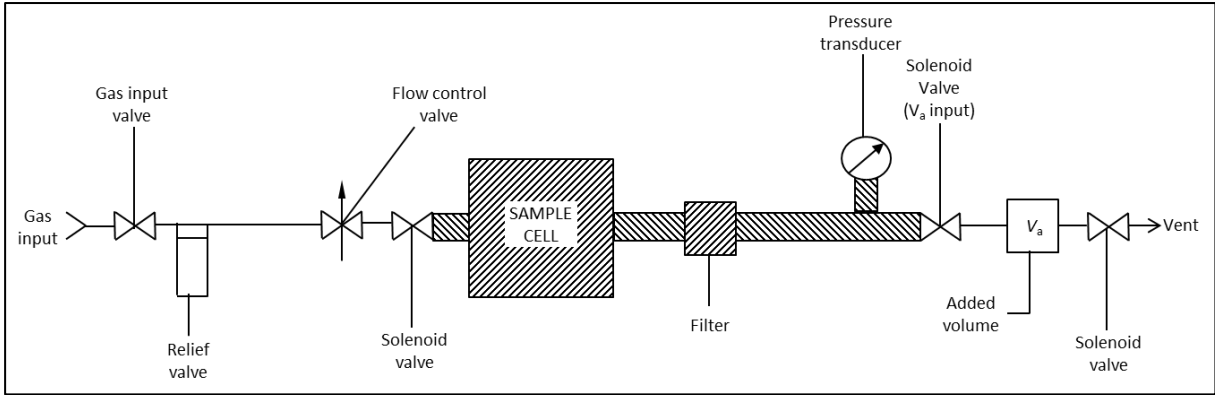 Pressure
transducer
Solenoid
Valve
(Va input)
Gas input
valve
Flow control
valve
Gas
input
SAMPLE
CELL
Va
Vent
Relief
valve
Solenoid
valve
Filter
Added
volume
Solenoid
valve